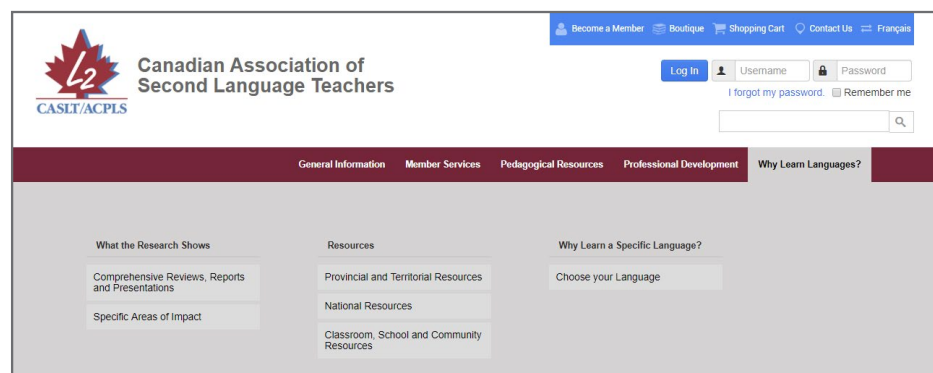 Become a Member Boutique Shopping Cart Contact Us Français
L2
CASLT/ACPLS
Canadian Association of
Second Language Teachers
Log In Username Password
I forgot my password. Remember me
General Information Member Services Pedagogical Resources Professional Development Why Learn Languages?
What the Research Shows
Comprehensive Reviews, Reports
and Presentations
Specific Areas of Impact
Resources
Provincial and Territorial Resources
National Resources
Classroom, School and Community
Resources
Why Learn a Specific Language?
Choose your Language